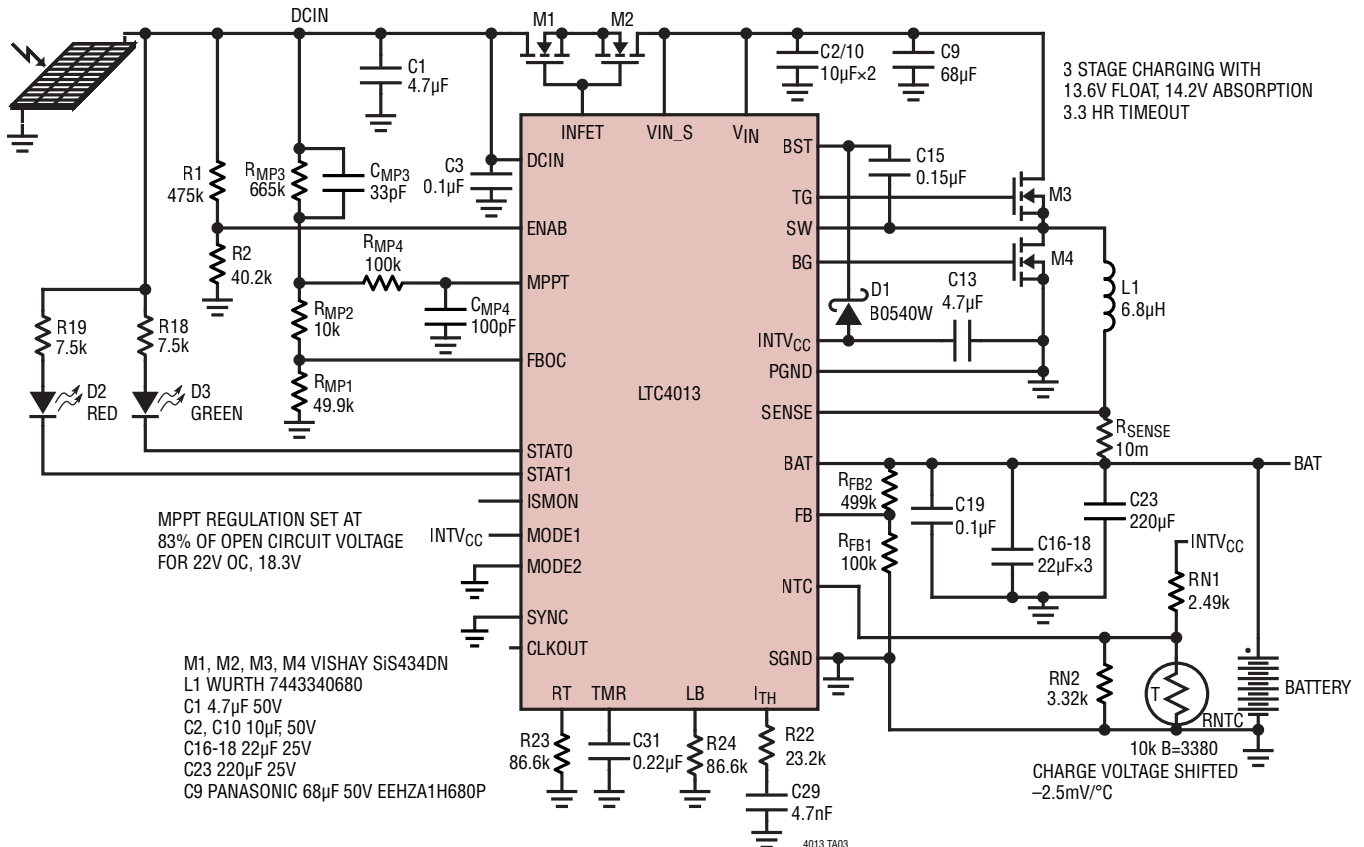 DCIN
M1
M2
C1
4.7µF
C2/10
10µF×2
C9
68µF
3 STAGE CHARGING WITH
13.6V FLOAT, 14.2V ABSORPTION
3.3 HR TIMEOUT
INFET
VIN_S
VIN
DCIN
BST
C3
0.1µF
C15
0.15µF
R1
475k
RMP3
665k
CMP3
33pF
TG
M3
ENAB
SW
R2
40.2k
RMP4
100k
BG
M4
MPPT
CMP4
100pF
D1
B0540W
C13
4.7µF
L1
6.8µH
R19
7.5k
R18
7.5k
RMP2
10k
INTVCC
FBOC
PGND
D2
RED
D3
GREEN
RMP1
49.9k
LTC4013
SENSE
RSENSE
10m
STAT0
STAT1
BAT
BAT
ISMON
RFB2
499k
C19
0.1µF
C23
220µF
FB
MPPT REGULATION SET AT
83% OF OPEN CIRCUIT VOLTAGE
FOR 22V OC, 18.3V
INTVCC
MODE1
MODE2
RFB1
100k
C16-18
22µF×3
INTVCC
RN1
2.49k
NTC
SYNC
CLKOUT
SGND
RN2
3.32k
T
RNTC
BATTERY
10k B=3380
CHARGE VOLTAGE SHIFTED
–2.5mV/°C
M1, M2, M3, M4 VISHAY SiS434DN
L1 WURTH 7443340680
C1 4.7µF 50V
C2, C10 10µF, 50V
C16-18 22µF 25V
C23 220µF 25V
C9 PANASONIC 68µF 50V EEHZA1H680P
RT
TMR
LB
ITH
R23
86.6k
C31
0.22µF
R24
86.6k
R22
23.2k
C29
4.7nF
4013 TA03